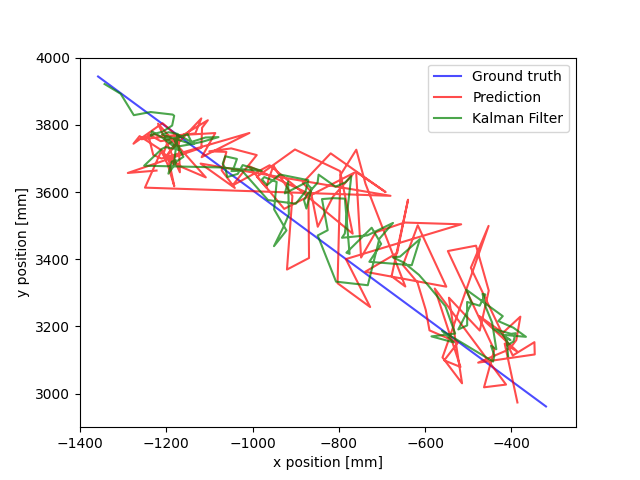 4000
3800
3600
3400
3200
3000
−1400
−1200
−1000
−800
−600
−400
x position [mm]
y position [mm]
Ground truth
Prediction
Kalman Filter